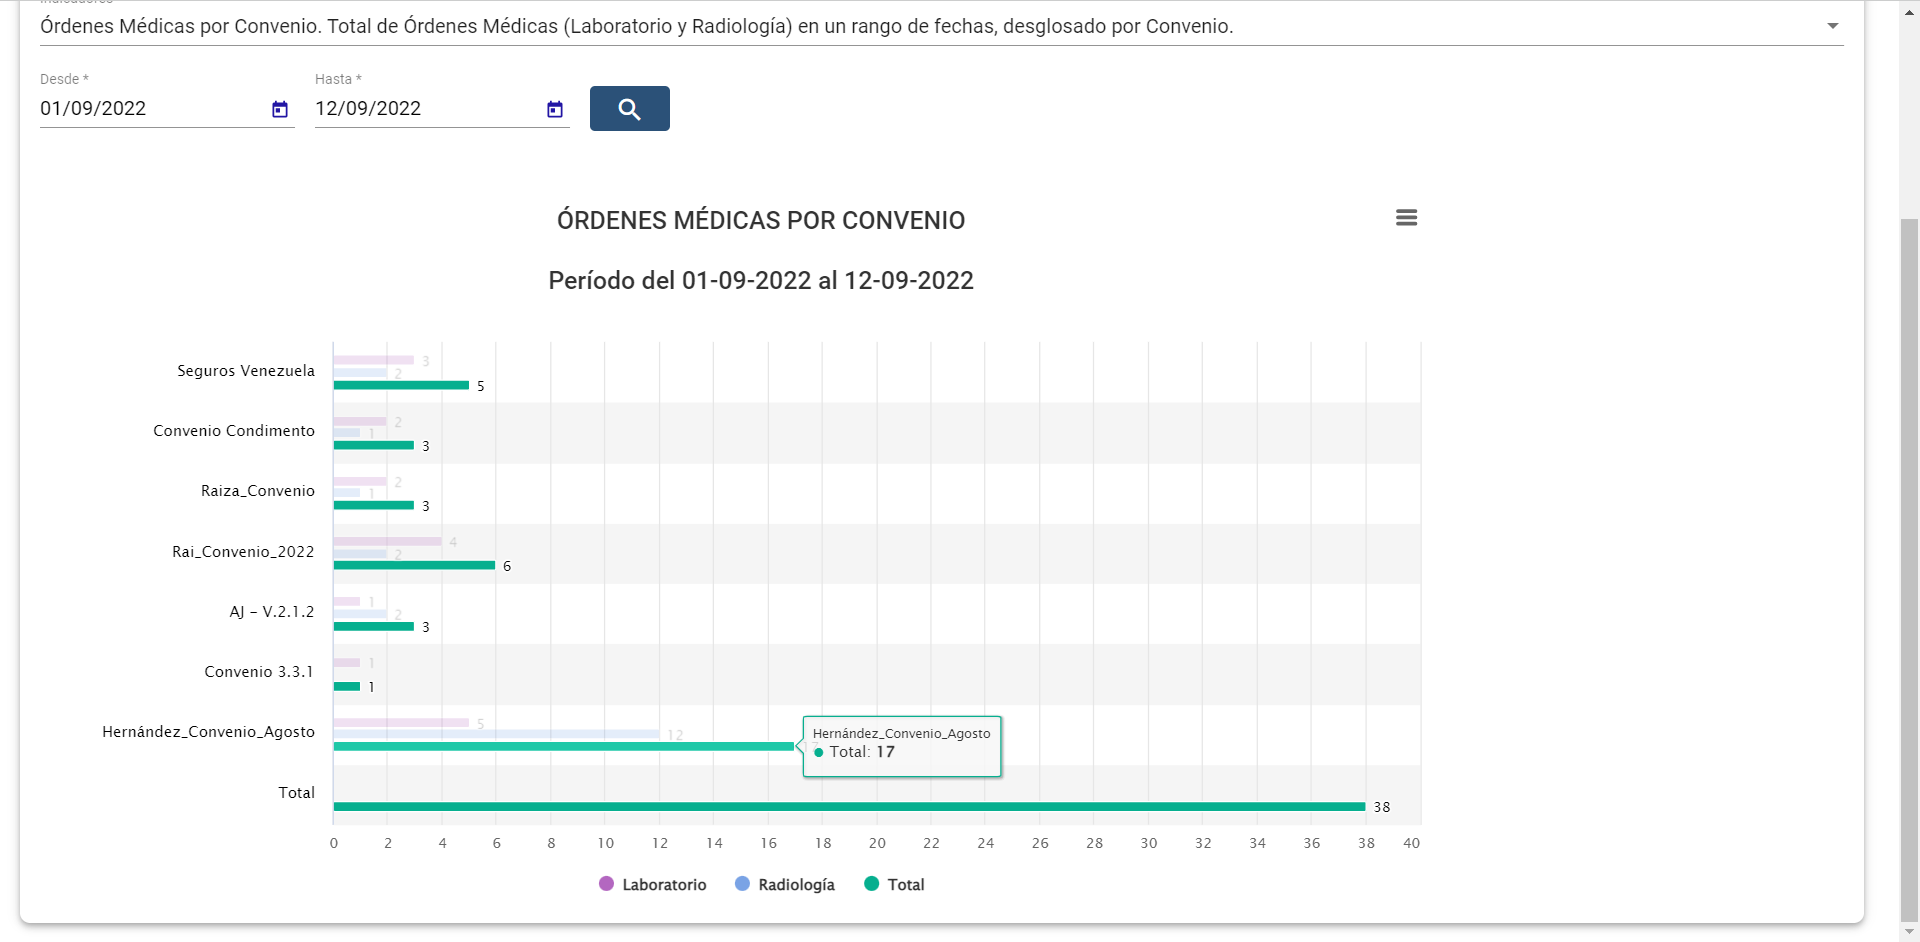 Indicadores
Órdenes Médicas por Convenio. Total de Órdenes Médicas (Laboratorio y Radiología) en un rango de fechas, desglosado por Convenio.
Desde *
Hasta *
01/09/2022
12/09/2022
ÓRDENES MÉDICAS POR CONVENIO
Período del 01-09-2022 al 12-09-2022
Seguros Venezuela
3
2
5
Convenio Condimento
2
1
3
Raiza_Convenio
2
1
3
Rai_Convenio_2022
4
2
6
AJ - V.2.1.2
1
2
3
Convenio 3.3.1
1
1
Hernández_Convenio_Agosto
5
12
Hernández_Convenio_Agosto
Total: 17
Total
38
0 2 4 6 8 10 12 14 16 18 20 22 24 26 28 30 32 34 36 38 40
Laboratorio Radiología Total